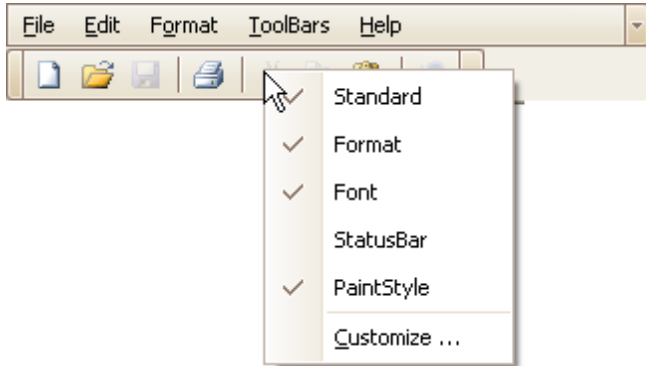 File Edit Format ToolBars Help
Standard
Format
Font
StatusBar
PaintStyle
Customize ...